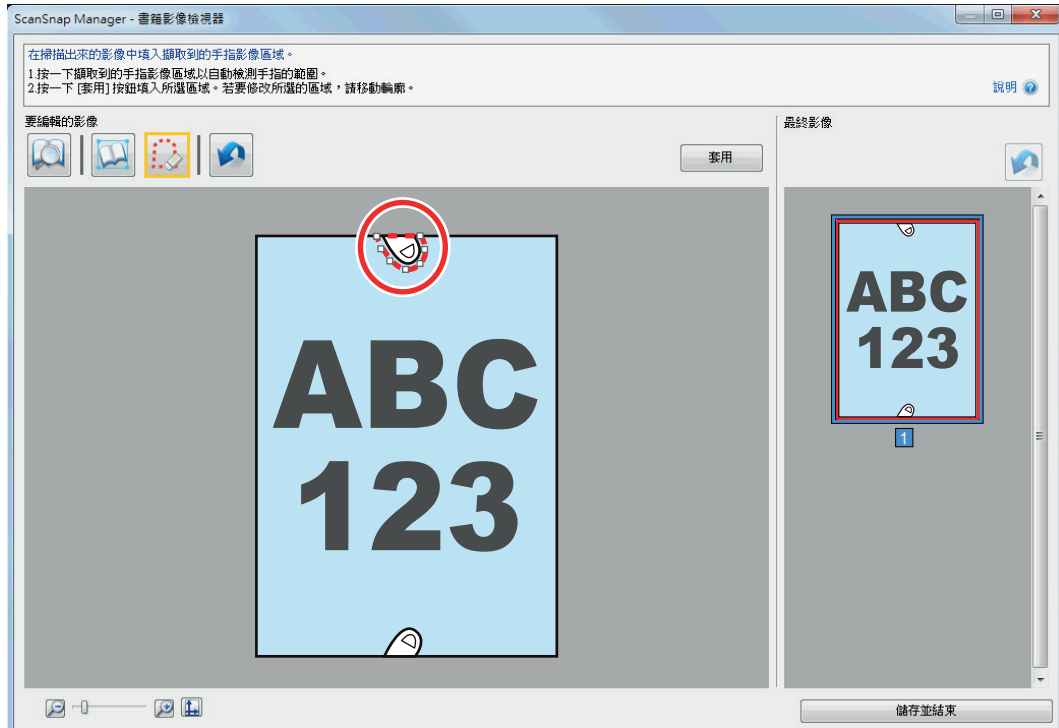 ScanSnap Manager - 書籍影像檢視器
在掃描出來的影像中填入擷取到的手指影像區域。
1.按一下擷取到的手指影像區域以自動檢測手指的範圍。
2.按一下 [套用] 按鈕填入所選區域。若要修改所選的區域，請移動輪廓。
說明
要編輯的影像
套用
ABC
123
最終影像
ABC
123
1
儲存並結束